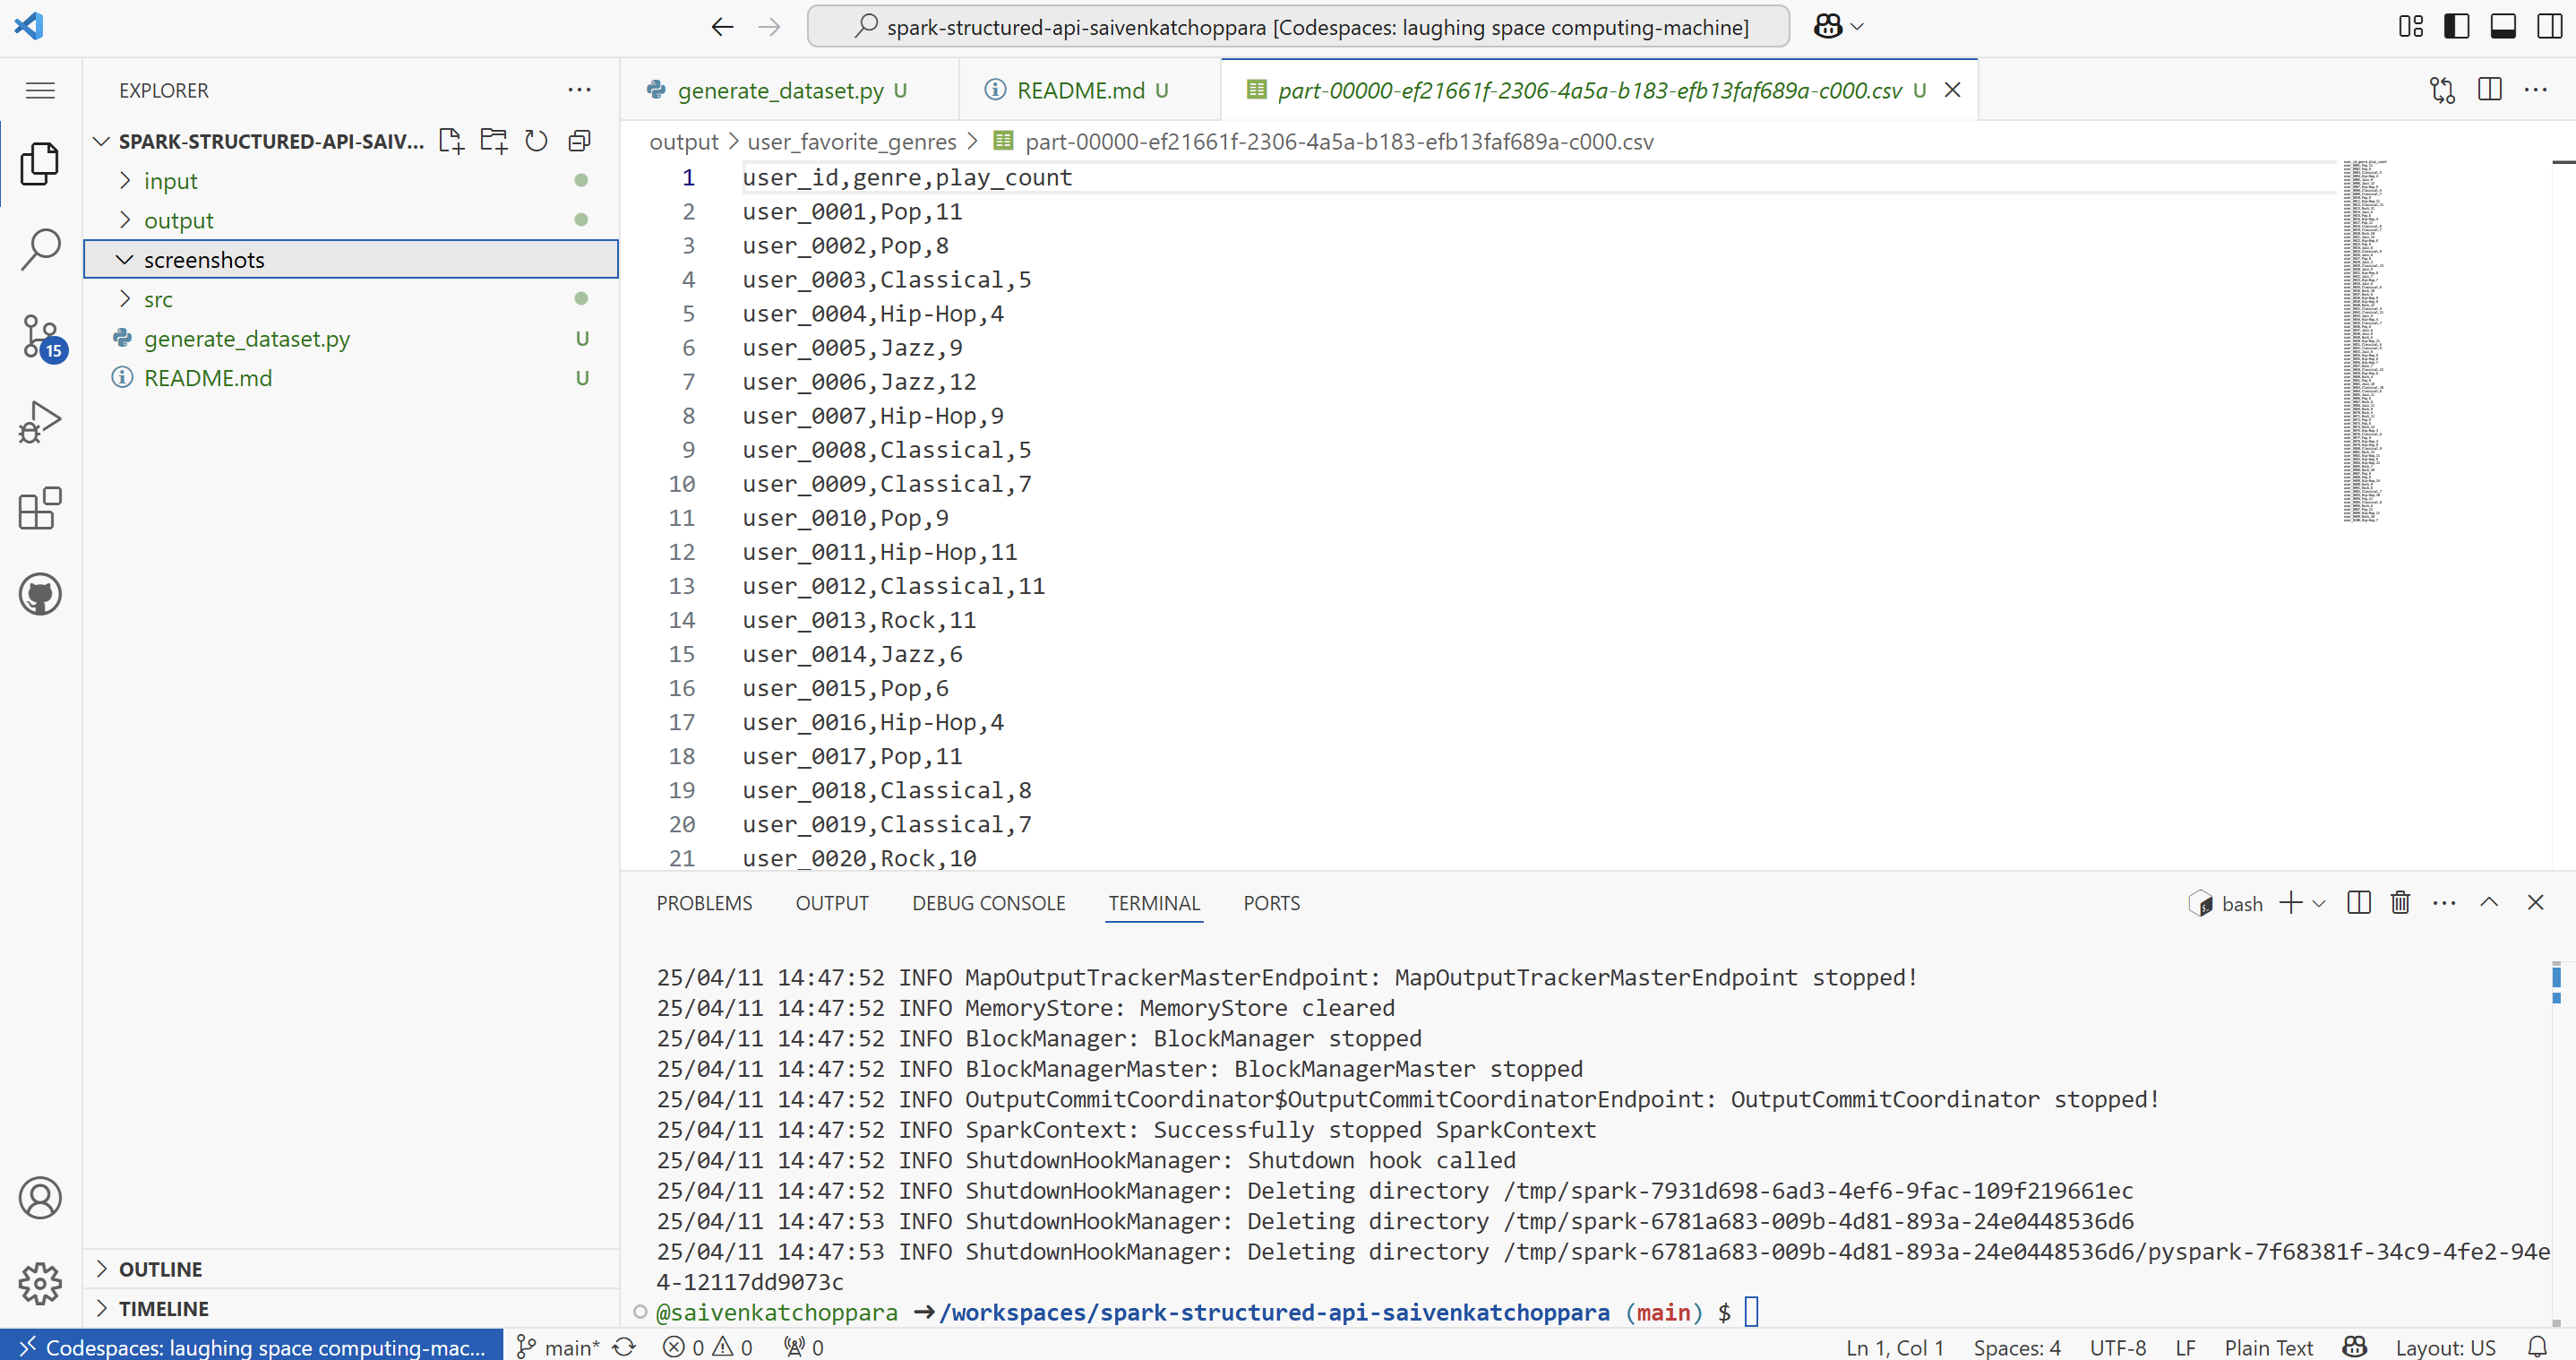 spark-structured-api-saivenkatchoppara [Codespaces: laughing space computing-machine]
EXPLORER
SPARK-STRUCTURED-API-SAIV...
input
output
screenshots
src
generate_dataset.py U
README.md U
15
OUTLINE
TIMELINE
generate_dataset.py U
README.md U
part-00000-ef21661f-2306-4a5a-b183-efb13faf689a-c000.csv U
output > user_favorite_genres > part-00000-ef21661f-2306-4a5a-b183-efb13faf689a-c000.csv
1 user_id,genre,play_count
2 user_0001,Pop,11
3 user_0002,Pop,8
4 user_0003,Classical,5
5 user_0004,Hip-Hop,4
6 user_0005,Jazz,9
7 user_0006,Jazz,12
8 user_0007,Hip-Hop,9
9 user_0008,Classical,5
10 user_0009,Classical,7
11 user_0010,Pop,9
12 user_0011,Hip-Hop,11
13 user_0012,Classical,11
14 user_0013,Rock,11
15 user_0014,Jazz,6
16 user_0015,Pop,6
17 user_0016,Hip-Hop,4
18 user_0017,Pop,11
19 user_0018,Classical,8
20 user_0019,Classical,7
21 user_0020,Rock,10
PROBLEMS OUTPUT DEBUG CONSOLE TERMINAL PORTS
bash
25/04/11 14:47:52 INFO MapOutputTrackerMasterEndpoint: MapOutputTrackerMasterEndpoint stopped!
25/04/11 14:47:52 INFO MemoryStore: MemoryStore cleared
25/04/11 14:47:52 INFO BlockManager: BlockManager stopped
25/04/11 14:47:52 INFO BlockManagerMaster: BlockManagerMaster stopped
25/04/11 14:47:52 INFO OutputCommitCoordinator$OutputCommitCoordinatorEndpoint: OutputCommitCoordinator stopped!
25/04/11 14:47:52 INFO SparkContext: Successfully stopped SparkContext
25/04/11 14:47:52 INFO ShutdownHookManager: Shutdown hook called
25/04/11 14:47:52 INFO ShutdownHookManager: Deleting directory /tmp/spark-7931d698-6ad3-4ef6-9fac-109f219661ec
25/04/11 14:47:53 INFO ShutdownHookManager: Deleting directory /tmp/spark-6781a683-009b-4d81-893a-24e0448536d6
25/04/11 14:47:53 INFO ShutdownHookManager: Deleting directory /tmp/spark-6781a683-009b-4d81-893a-24e0448536d6/pyspark-7f68381f-34c9-4fe2-94e
4-12117dd9073c
@saivenkatchoppara ➜/workspaces/spark-structured-api-saivenkatchoppara (main) $
Codespaces: laughing space computing-mac... main* 0 0 0 Ln 1, Col 1 Spaces: 4 UTF-8 LF Plain Text Layout: US